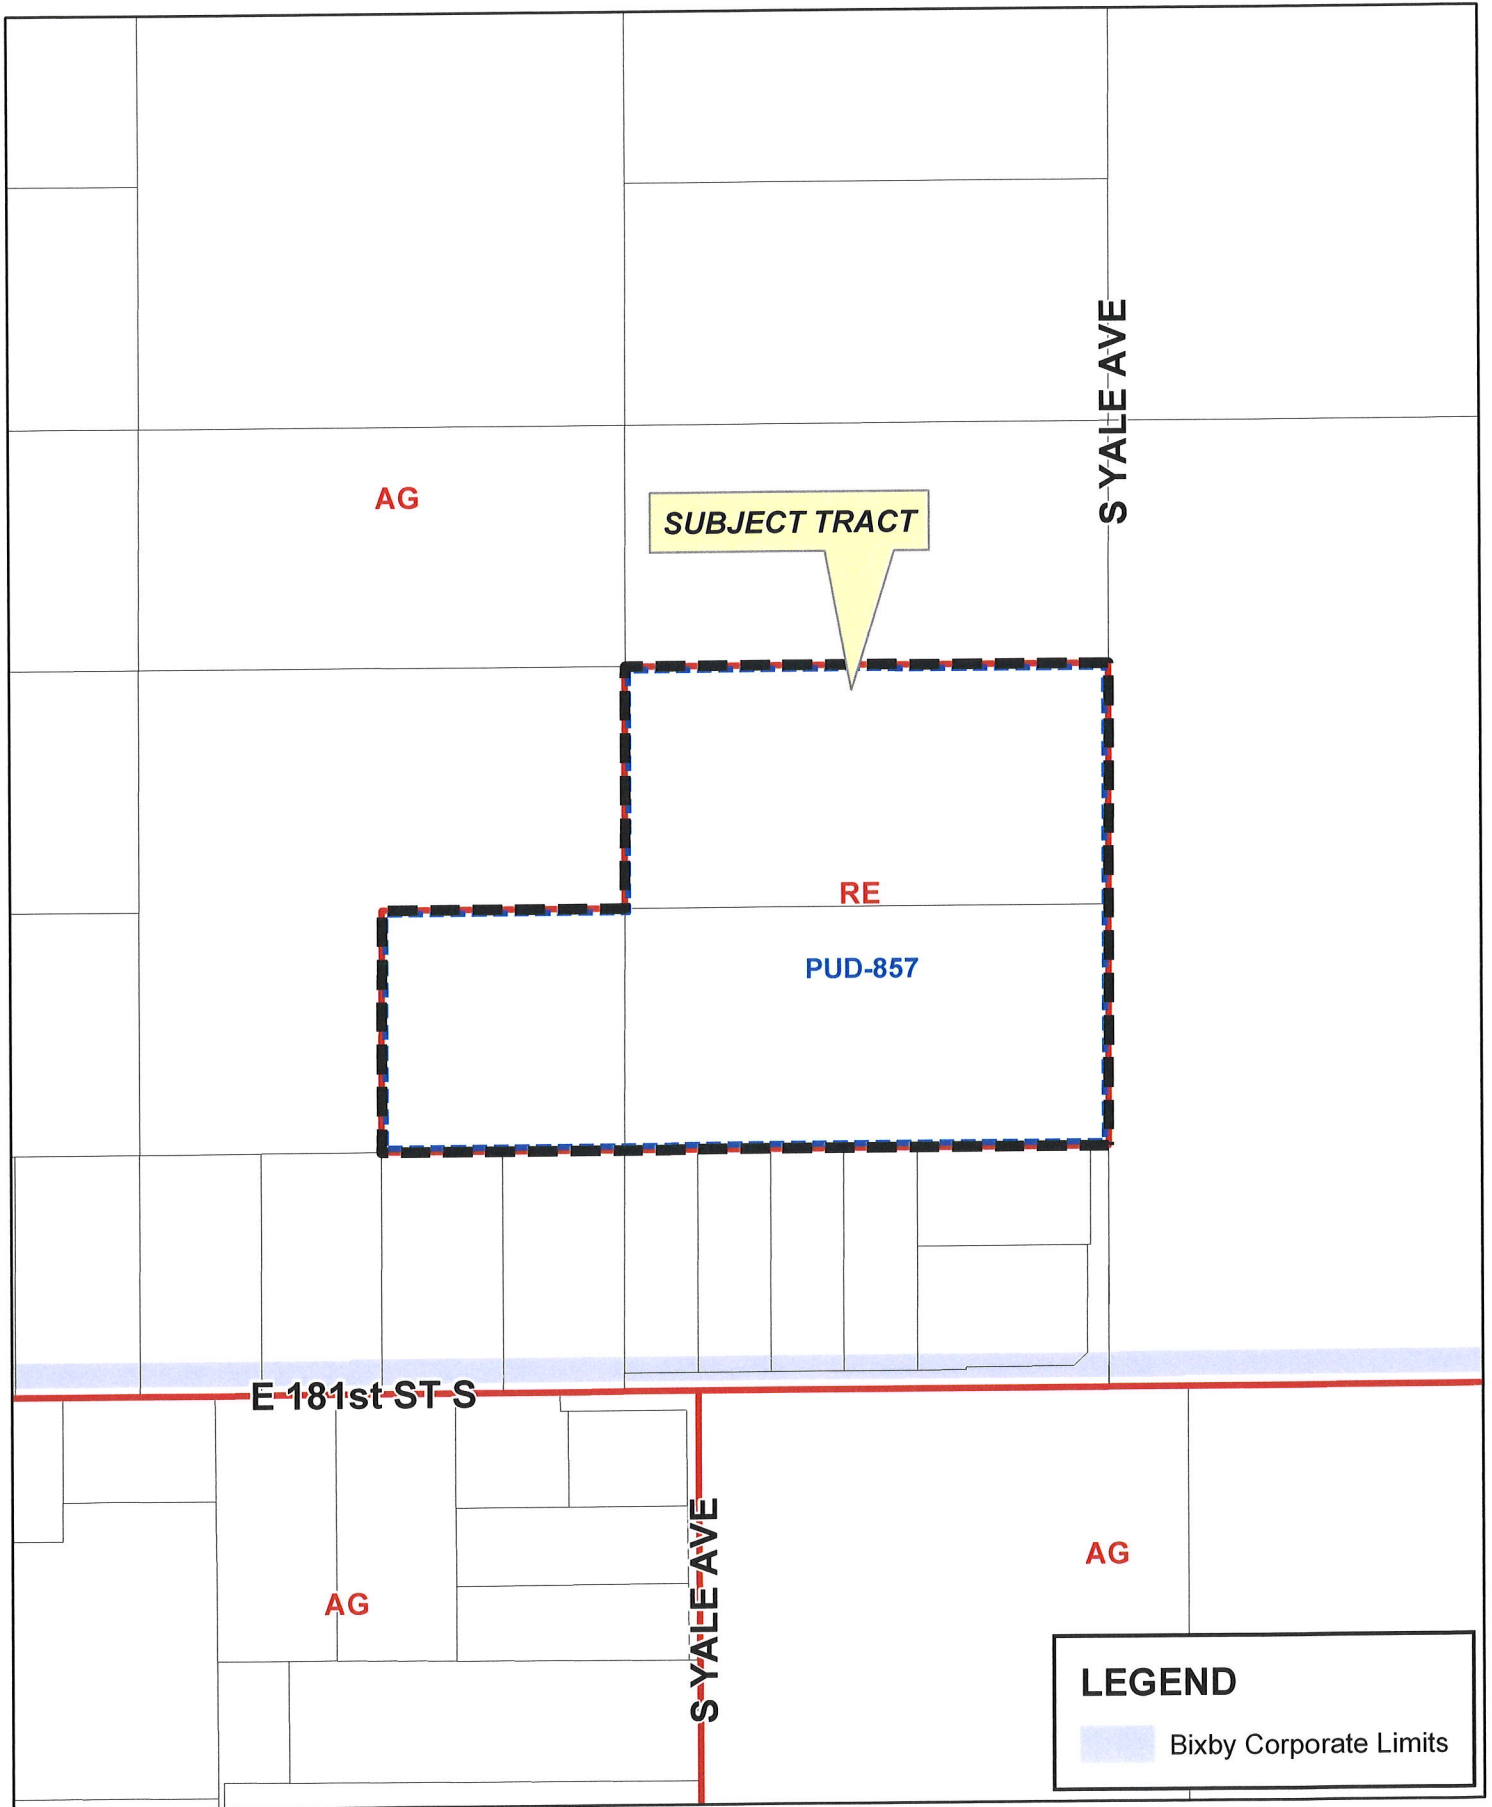 S YALE AVE
AG
SUBJECT TRACT
RE
PUD-857
E 181st ST S
S YALE AVE
AG
AG
LEGEND
Bixby Corporate Limits